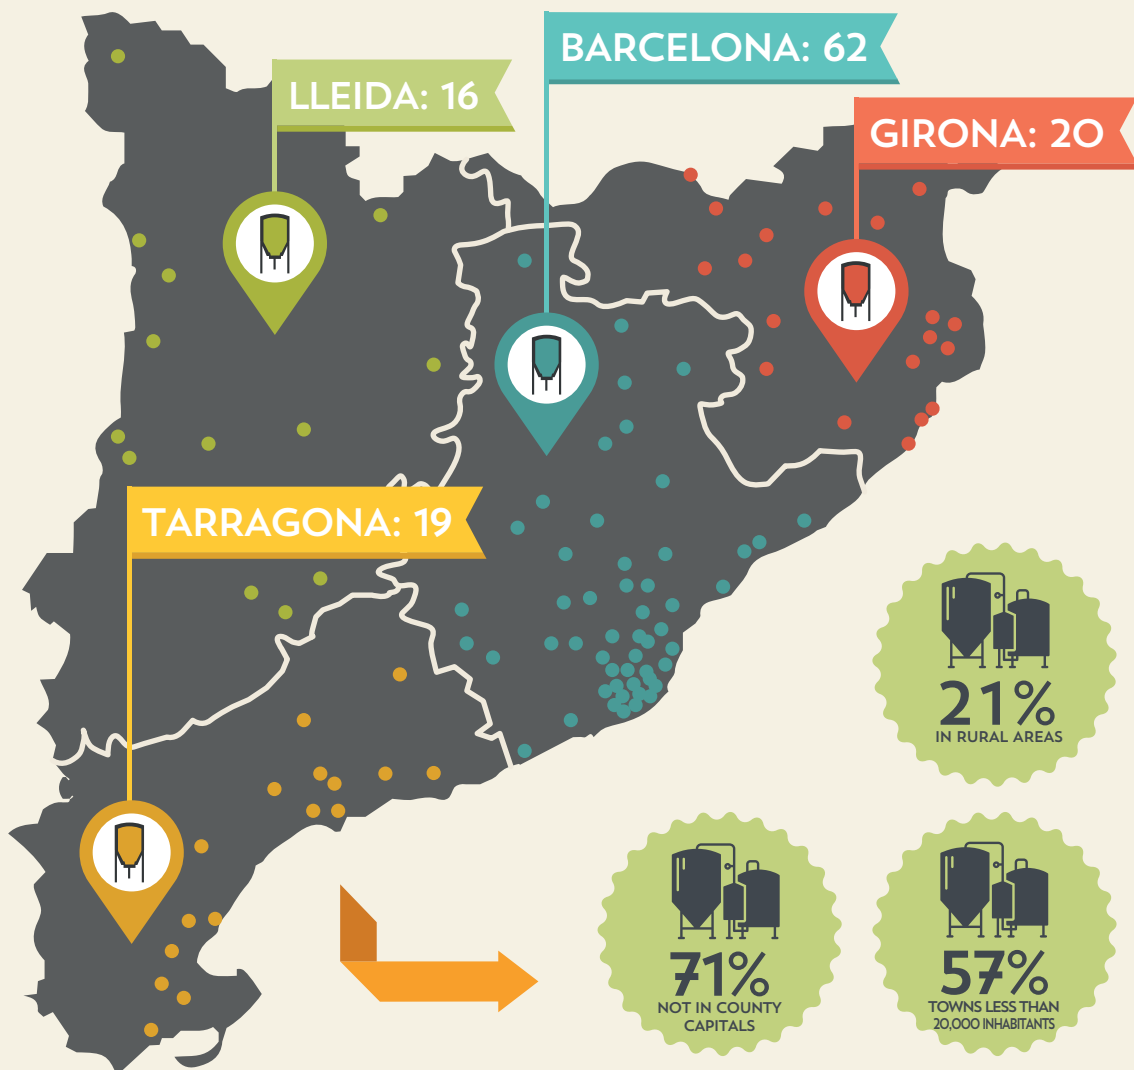 BARCELONA: 62
LLEIDA: 16
GIRONA: 20
TARRAGONA: 19
21%
IN RURAL AREAS
71%
NOT IN COUNTY
CAPITALS
57%
TOWNS LESS THAN
20,000 INHABITANTS